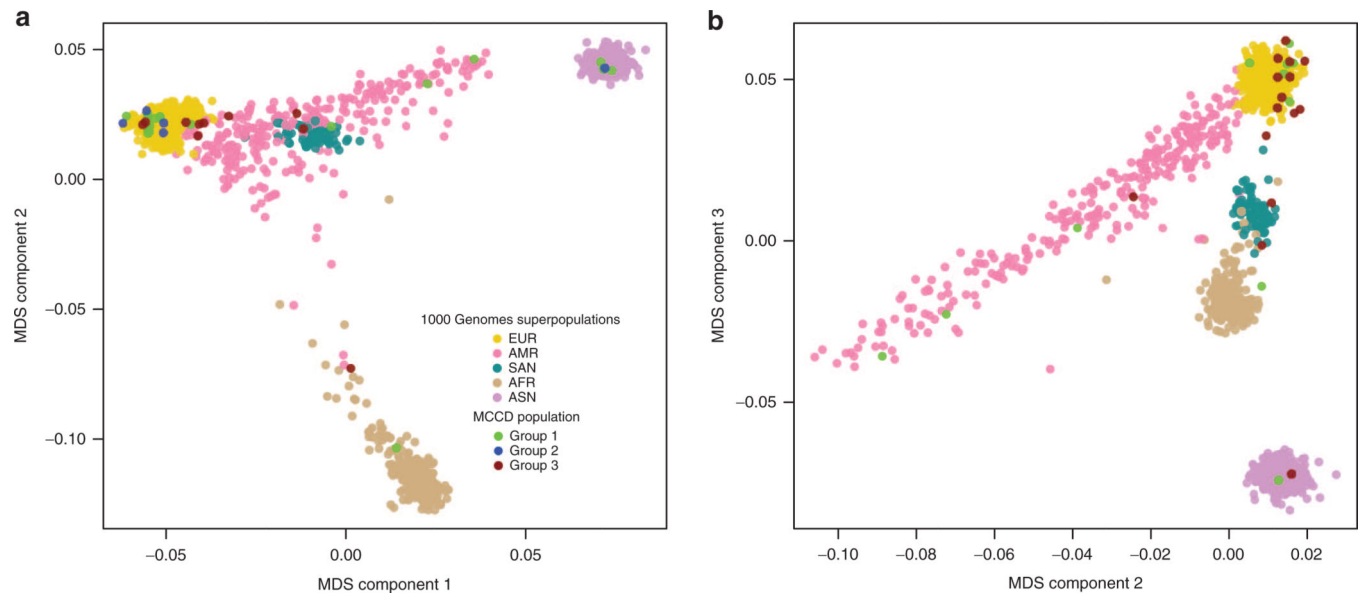 a
0.05
0.00
−0.05
−0.10
MDS component 2
−0.05
0.00
0.05
MDS component 1
1000 Genomes superpopulations
EUR
AMR
SAN
AFR
ASN
MCCD population
Group 1
Group 2
Group 3
b
0.05
0.00
−0.05
MDS component 3
−0.10
−0.08
−0.06
−0.04
−0.02
0.00
0.02
MDS component 2